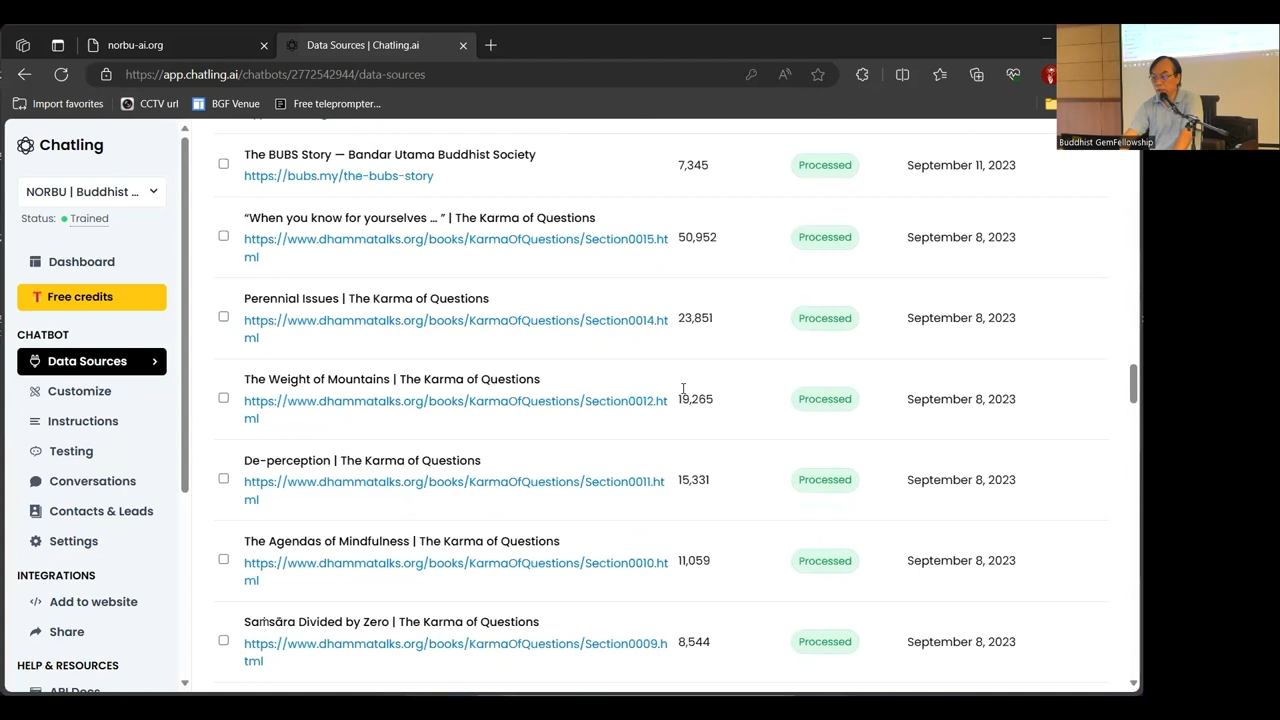 norbu-ai.org
Data Sources | Chatling.ai
https://app.chatling.ai/chatbots/2772542944/data-sources
Import favorites
CCTV url
BGF Venue
Free teleprompter...
Buddhist GemFellowship
Chatling
NORBU | Buddhist ...
Status: Trained
Dashboard
Free credits
CHATBOT
Data Sources
Customize
Instructions
Testing
Conversations
Contacts & Leads
Settings
INTEGRATIONS
Add to website
Share
HELP & RESOURCES
API Docs
The BUBS Story — Bandar Utama Buddhist Society
https://bubs.my/the-bubs-story
7,345 Processed September 11, 2023
“When you know for yourselves ... ” | The Karma of Questions
https://www.dhammatalks.org/books/KarmaOfQuestions/Section0015.ht
ml
50,952 Processed September 8, 2023
Perennial Issues | The Karma of Questions
https://www.dhammatalks.org/books/KarmaOfQuestions/Section0014.ht
ml
23,851 Processed September 8, 2023
The Weight of Mountains | The Karma of Questions
https://www.dhammatalks.org/books/KarmaOfQuestions/Section0012.ht
ml
19,265 Processed September 8, 2023
De-perception | The Karma of Questions
https://www.dhammatalks.org/books/KarmaOfQuestions/Section0011.ht
ml
15,331 Processed September 8, 2023
The Agendas of Mindfulness | The Karma of Questions
https://www.dhammatalks.org/books/KarmaOfQuestions/Section0010.ht
ml
11,059 Processed September 8, 2023
Saṁsāra Divided by Zero | The Karma of Questions
https://www.dhammatalks.org/books/KarmaOfQuestions/Section0009.h
tml
8,544 Processed September 8, 2023